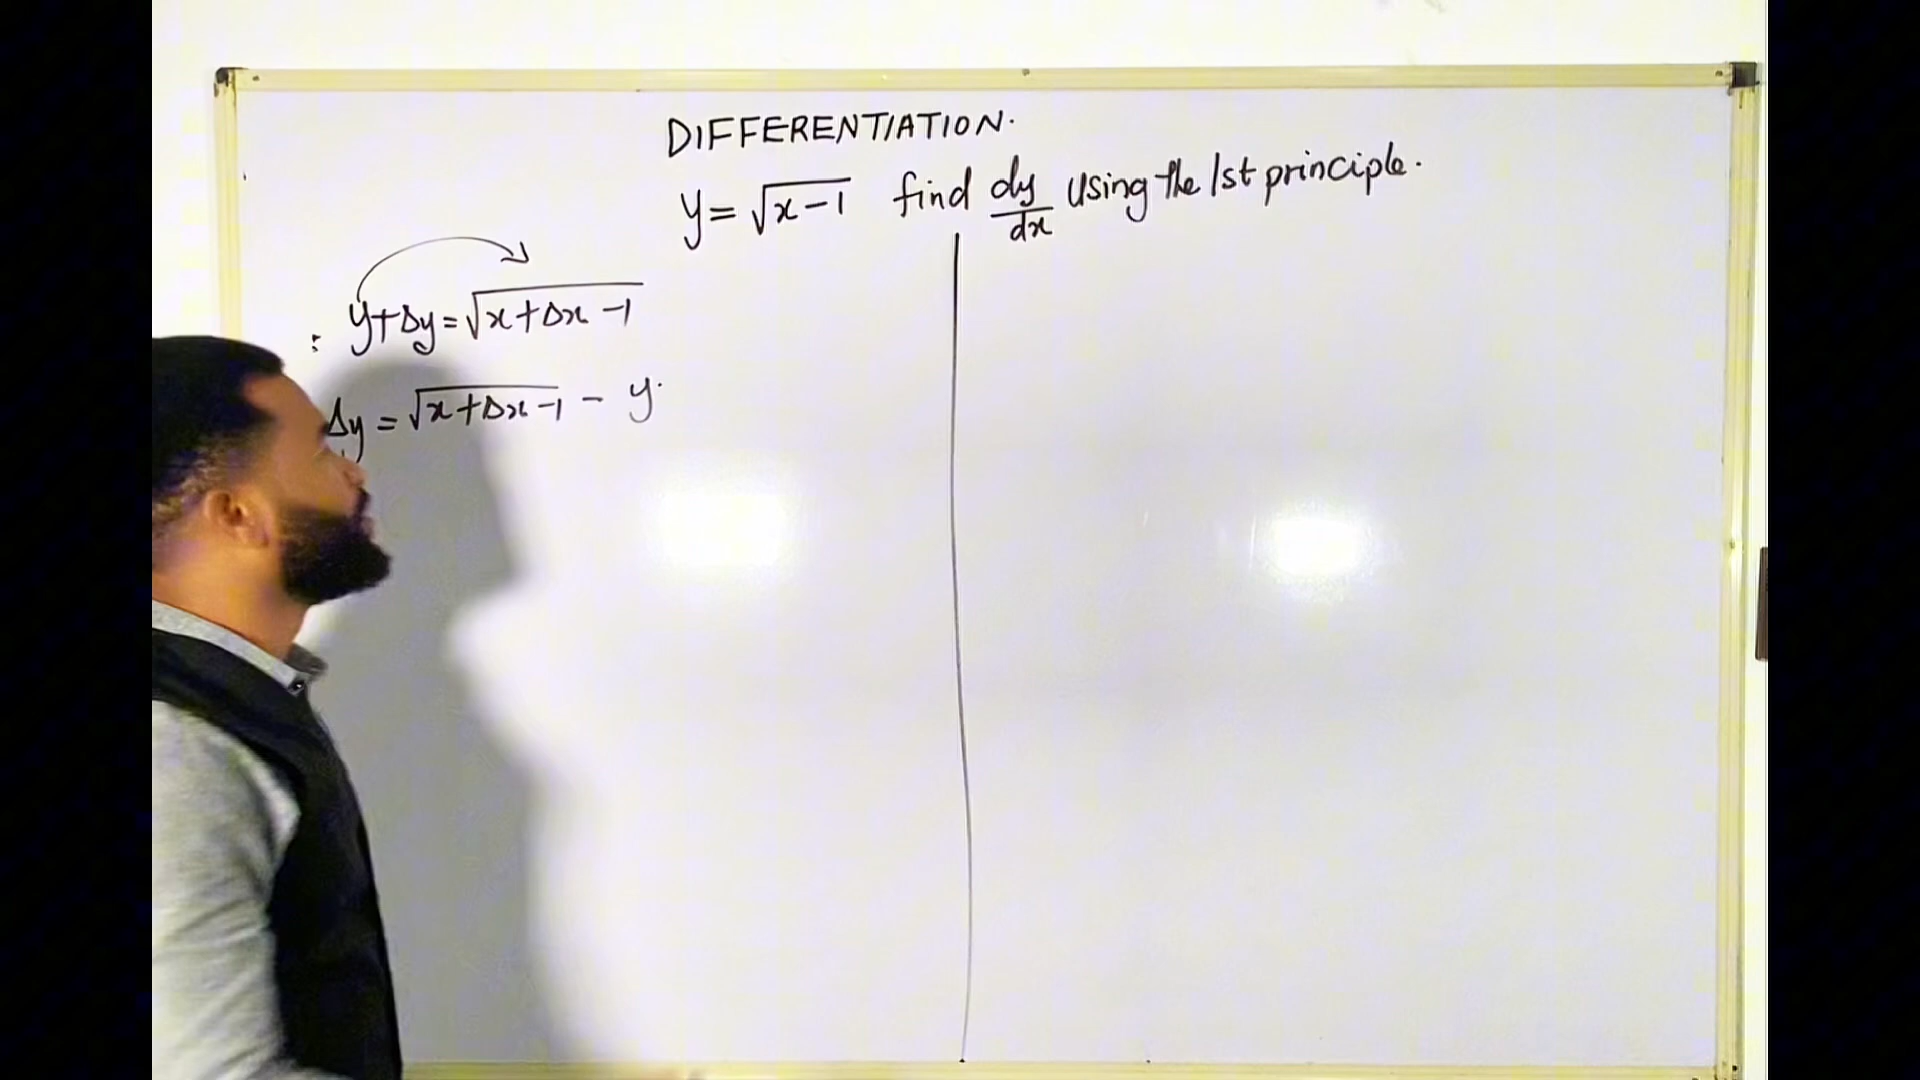 DIFFERENTIATION.
y = √x-1 find dy/dx using the 1st principle.
: y+Δy = √x+Δx-1
Δy = √x+Δx-1 - y.